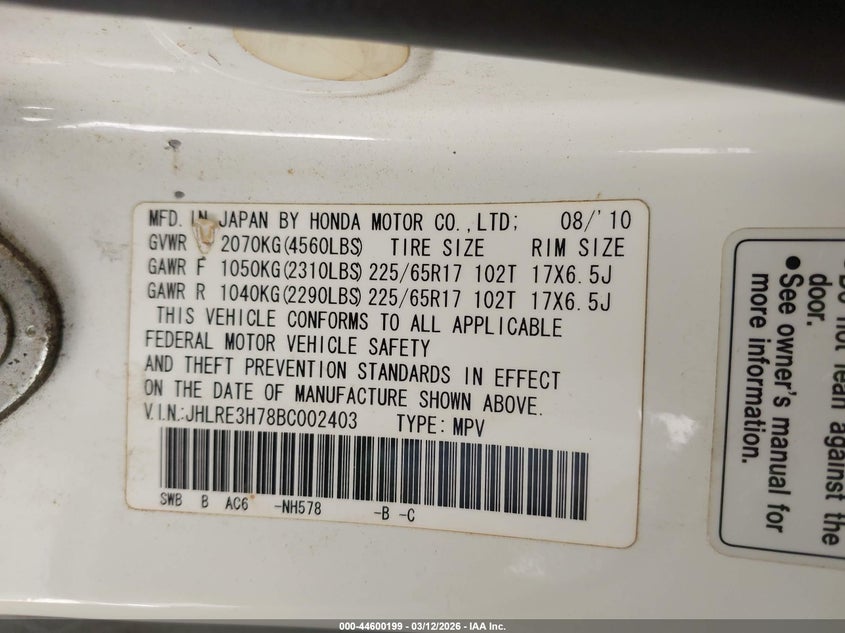 MFD. IN JAPAN BY HONDA MOTOR CO.,LTD; 08/'10
GVWR 2070KG(4560LBS) TIRE SIZE RIM SIZE
GAWR F 1050KG(2310LBS) 225/65R17 102T 17X6.5J
GAWR R 1040KG(2290LBS) 225/65R17 102T 17X6.5J
THIS VEHICLE CONFORMS TO ALL APPLICABLE
FEDERAL MOTOR VEHICLE SAFETY
AND THEFT PREVENTION STANDARDS IN EFFECT
ON THE DATE OF MANUFACTURE SHOWN ABOVE.
V.I.N.:JHLRE3H78BC002403 TYPE:MPV
SWB B AC6 -NH578 -B -C
not lean against the
door.
●See owner's manual for
more information.
000-44600199 - 03/12/2026 - IAA Inc.